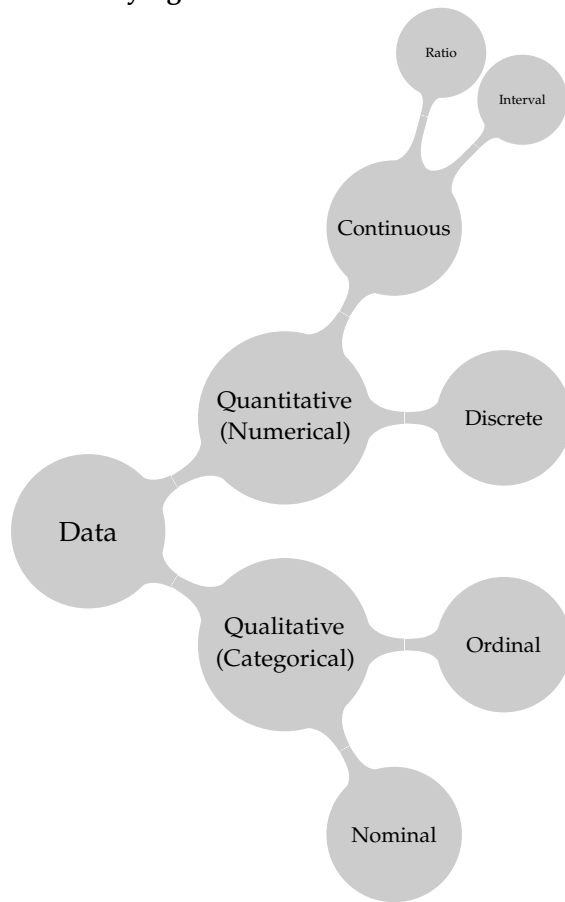 Ratio
Interval
Continuous
Quantitative
(Numerical)
Discrete
Data
Qualitative
(Categorical)
Ordinal
Nominal